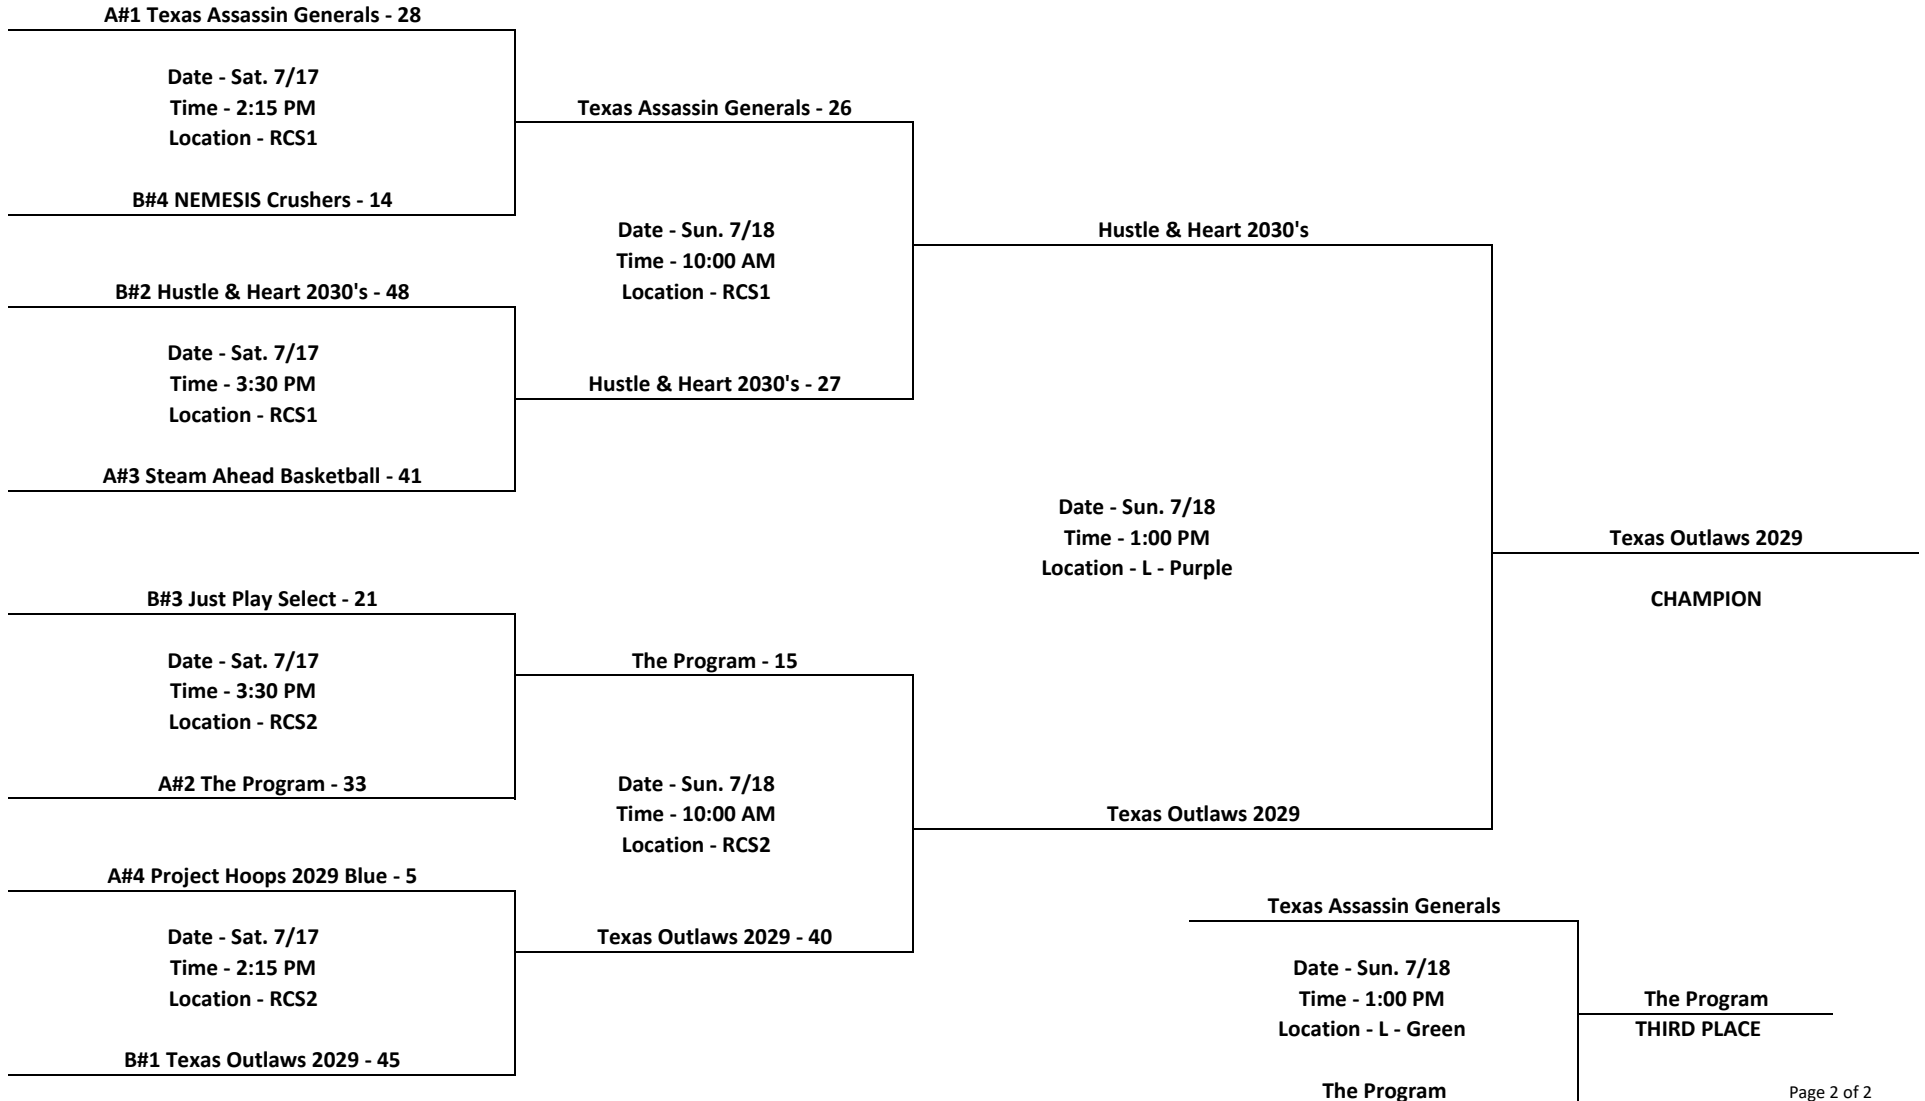 A#1 Texas Assassin Generals - 28
Date - Sat. 7/17
Time - 2:15 PM
Location - RCS1
B#4 NEMESIS Crushers - 14
B#2 Hustle & Heart 2030's - 48
Date - Sat. 7/17
Time - 3:30 PM
Location - RCS1
A#3 Steam Ahead Basketball - 41
B#3 Just Play Select - 21
Date - Sat. 7/17
Time - 3:30 PM
Location - RCS2
A#2 The Program - 33
A#4 Project Hoops 2029 Blue - 5
Date - Sat. 7/17
Time - 2:15 PM
Location - RCS2
B#1 Texas Outlaws 2029 - 45
Texas Assassin Generals - 26
Date - Sun. 7/18
Time - 10:00 AM
Location - RCS1
Hustle & Heart 2030's - 27
The Program - 15
Date - Sun. 7/18
Time - 10:00 AM
Location - RCS2
Texas Outlaws 2029 - 40
Hustle & Heart 2030's
Date - Sun. 7/18
Time - 1:00 PM
Location - L - Purple
Texas Outlaws 2029
Texas Outlaws 2029
CHAMPION
Texas Assassin Generals
Date - Sun. 7/18
Time - 1:00 PM
Location - L - Green
The Program
The Program
THIRD PLACE
Page 2 of 2